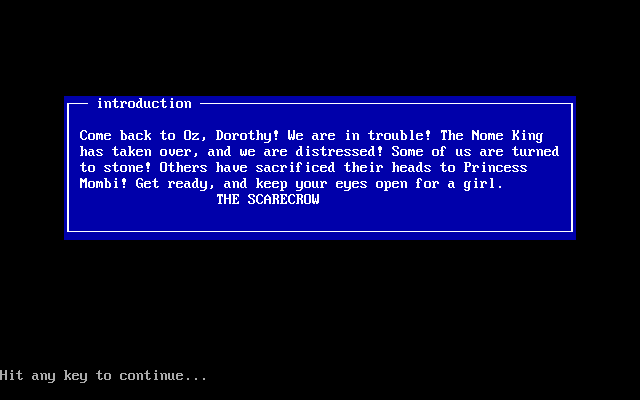 introduction
Come back to Oz, Dorothy! We are in trouble! The Nome King
has taken over, and we are distressed! Some of us are turned
to stone! Others have sacrificed their heads to Princess
Mombi! Get ready, and keep your eyes open for a girl.
THE SCARECROW
Hit any key to continue...